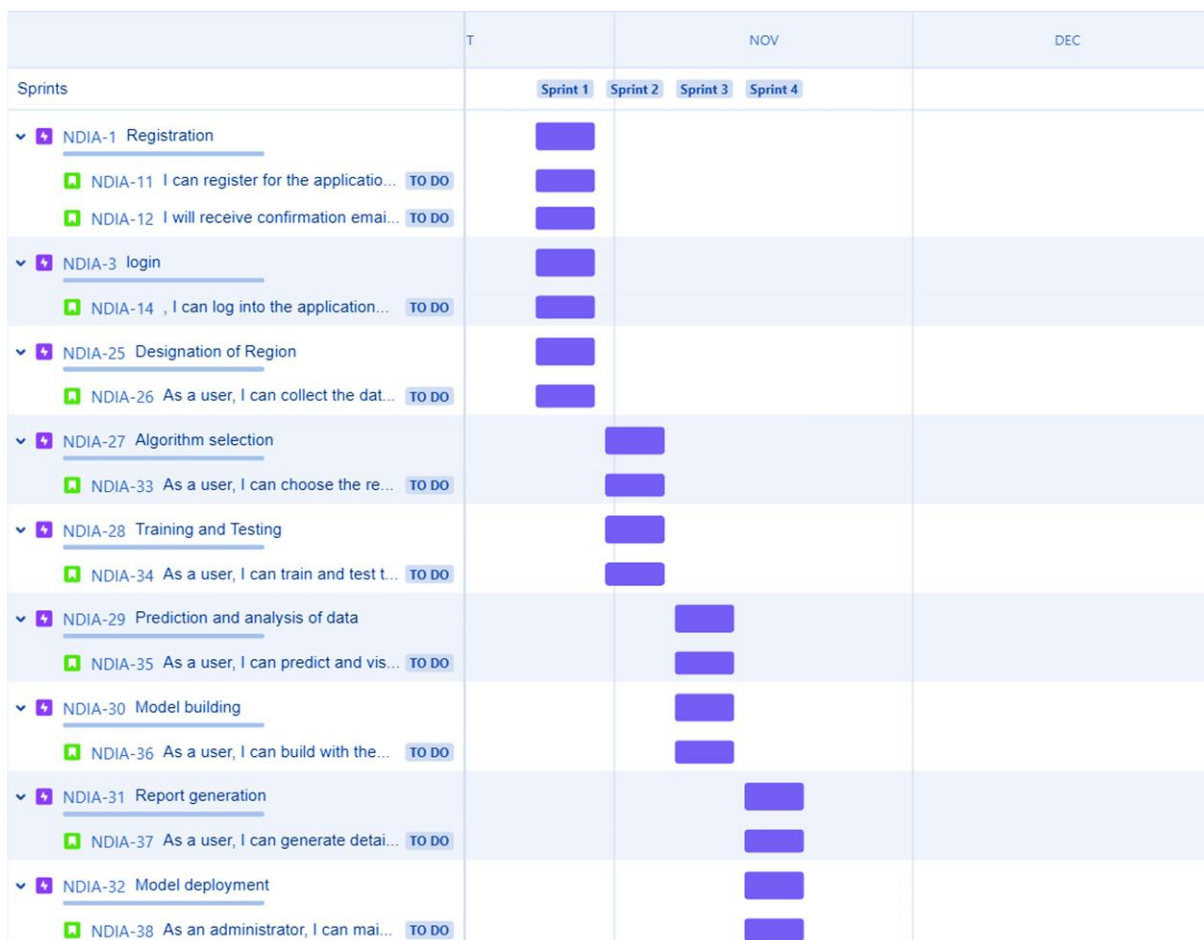 T NOV DEC
Sprints Sprint 1 Sprint 2 Sprint 3 Sprint 4
NDIA-1 Registration
NDIA-11 I can register for the applicatio... TO DO
NDIA-12 I will receive confirmation emai... TO DO
NDIA-3 login
NDIA-14 , I can log into the application... TO DO
NDIA-25 Designation of Region
NDIA-26 As a user, I can collect the dat... TO DO
NDIA-27 Algorithm selection
NDIA-33 As a user, I can choose the re... TO DO
NDIA-28 Training and Testing
NDIA-34 As a user, I can train and test t... TO DO
NDIA-29 Prediction and analysis of data
NDIA-35 As a user, I can predict and vis... TO DO
NDIA-30 Model building
NDIA-36 As a user, I can build with the... TO DO
NDIA-31 Report generation
NDIA-37 As a user, I can generate detai... TO DO
NDIA-32 Model deployment
NDIA-38 As an administrator, I can mai... TO DO